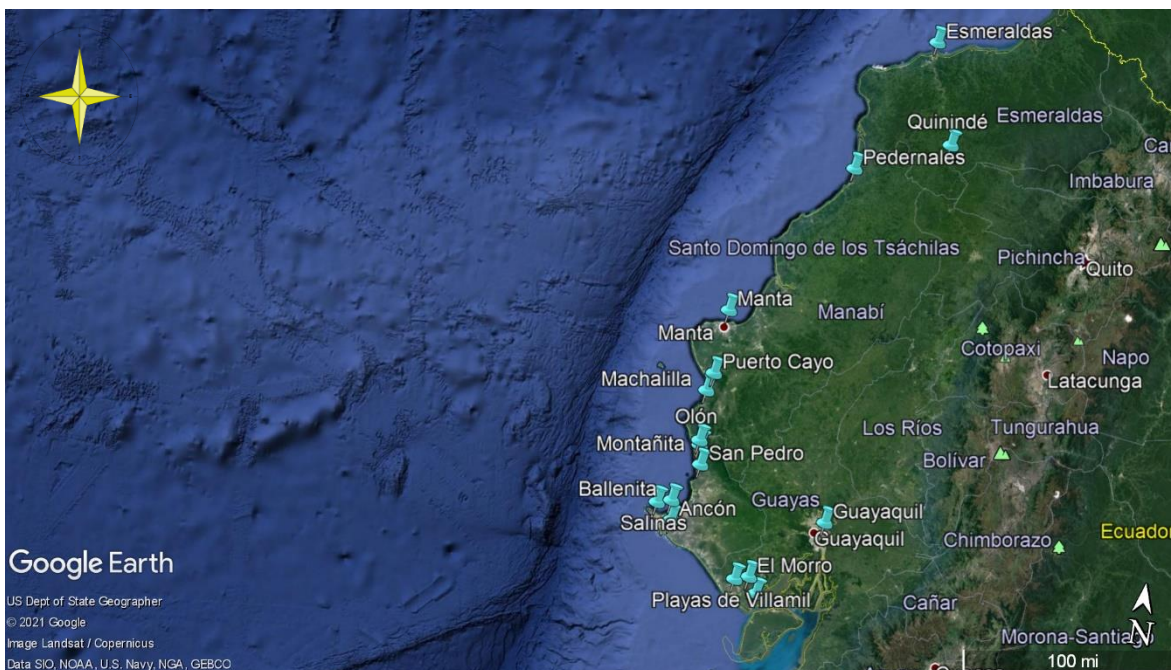 Esmeraldas
Quinindé
Esmeraldas
Pedernales
Imbabura
Santo Domingo de los Tsáchilas
Pichincha
Quito
Manta
Manta
Manabí
Cotopaxi
Napo
Puerto Cayo
Machalilla
Latacunga
Olón
Los Ríos
Tungurahua
Montañita
San Pedro
Bolívar
Ballenita
Ancón
Guayas
Salinas
Guayaquil
Guayaquil
Chimborazo
Ecuador
Google Earth
El Morro
Playas de Villamil
Cañar
US Dept of State Geographer
© 2021 Google
Image Landsat / Copernicus
Data SIO, NOAA, U.S. Navy, NGA, GEBCO
N
Morona-Santiago
100 mi